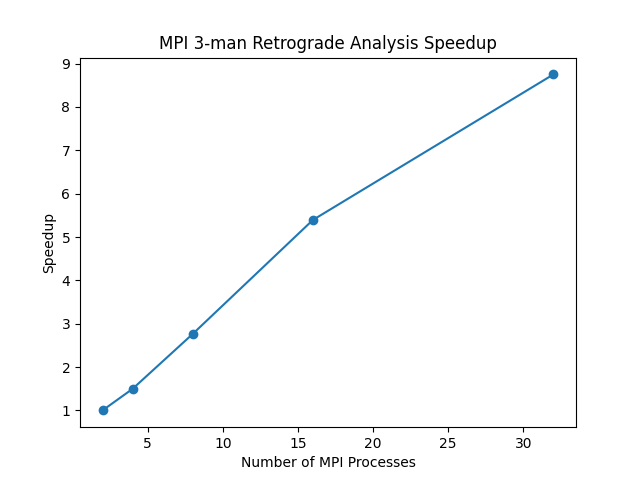 MPI 3-man Retrograde Analysis Speedup
9
8
7
6
5
4
3
2
1
Speedup
5 10 15 20 25 30
Number of MPI Processes